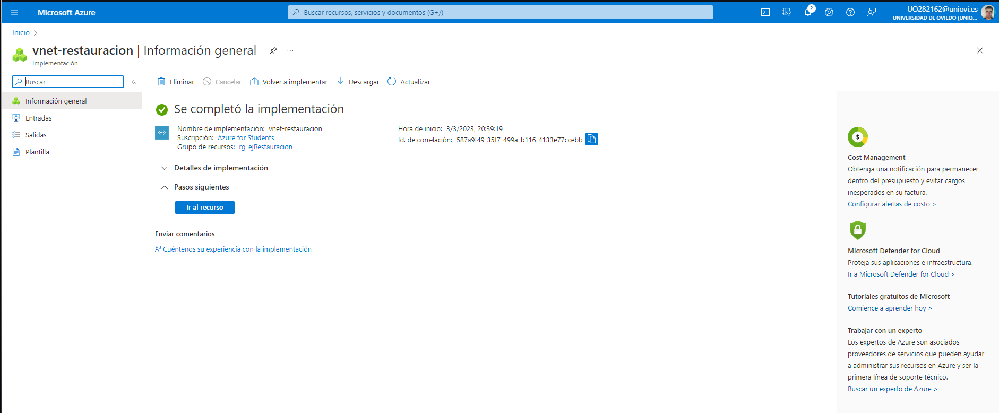 Microsoft Azure
Buscar recursos, servicios y documentos (G+/)
2
UO282162@uniovi.es
UNIVERSIDAD DE OVIEDO (UNIO...
Inicio >
vnet-restauracion | Información general
...
Implementación
Buscar
«
Eliminar
Cancelar
Volver a implementar
Descargar
Actualizar
Información general
Entradas
Salidas
Plantilla
Se completó la implementación
Nombre de implementación: vnet-restauracion
Suscripción: Azure for Students
Grupo de recursos: rg-ejRestauracion
Hora de inicio: 3/3/2023, 20:39:19
Id. de correlación: 587a9f49-35f7-499a-b116-4133e77ccebb
Detalles de implementación
Pasos siguientes
Ir al recurso
Enviar comentarios
Cuéntenos su experiencia con la implementación
$
Cost Management
Obtenga una notificación para permanecer
dentro del presupuesto y evitar cargos
inesperados en su factura.
Configurar alertas de costo >
Microsoft Defender for Cloud
Proteja sus aplicaciones e infraestructura.
Ir a Microsoft Defender for Cloud >
Tutoriales gratuitos de Microsoft
Comience a aprender hoy >
Trabajar con un experto
Los expertos de Azure son asociados
proveedores de servicios que pueden ayudar
a administrar sus recursos en Azure y ser la
primera línea de soporte técnico.
Buscar un experto de Azure >